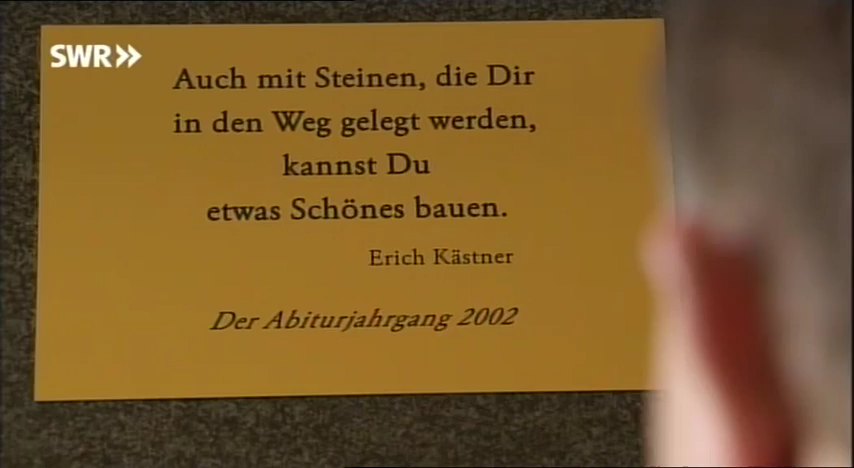 SWR»
Auch mit Steinen, die Dir
in den Weg gelegt werden,
kannst Du
etwas Schönes bauen.
Erich Kästner
Der Abiturjahrgang 2002